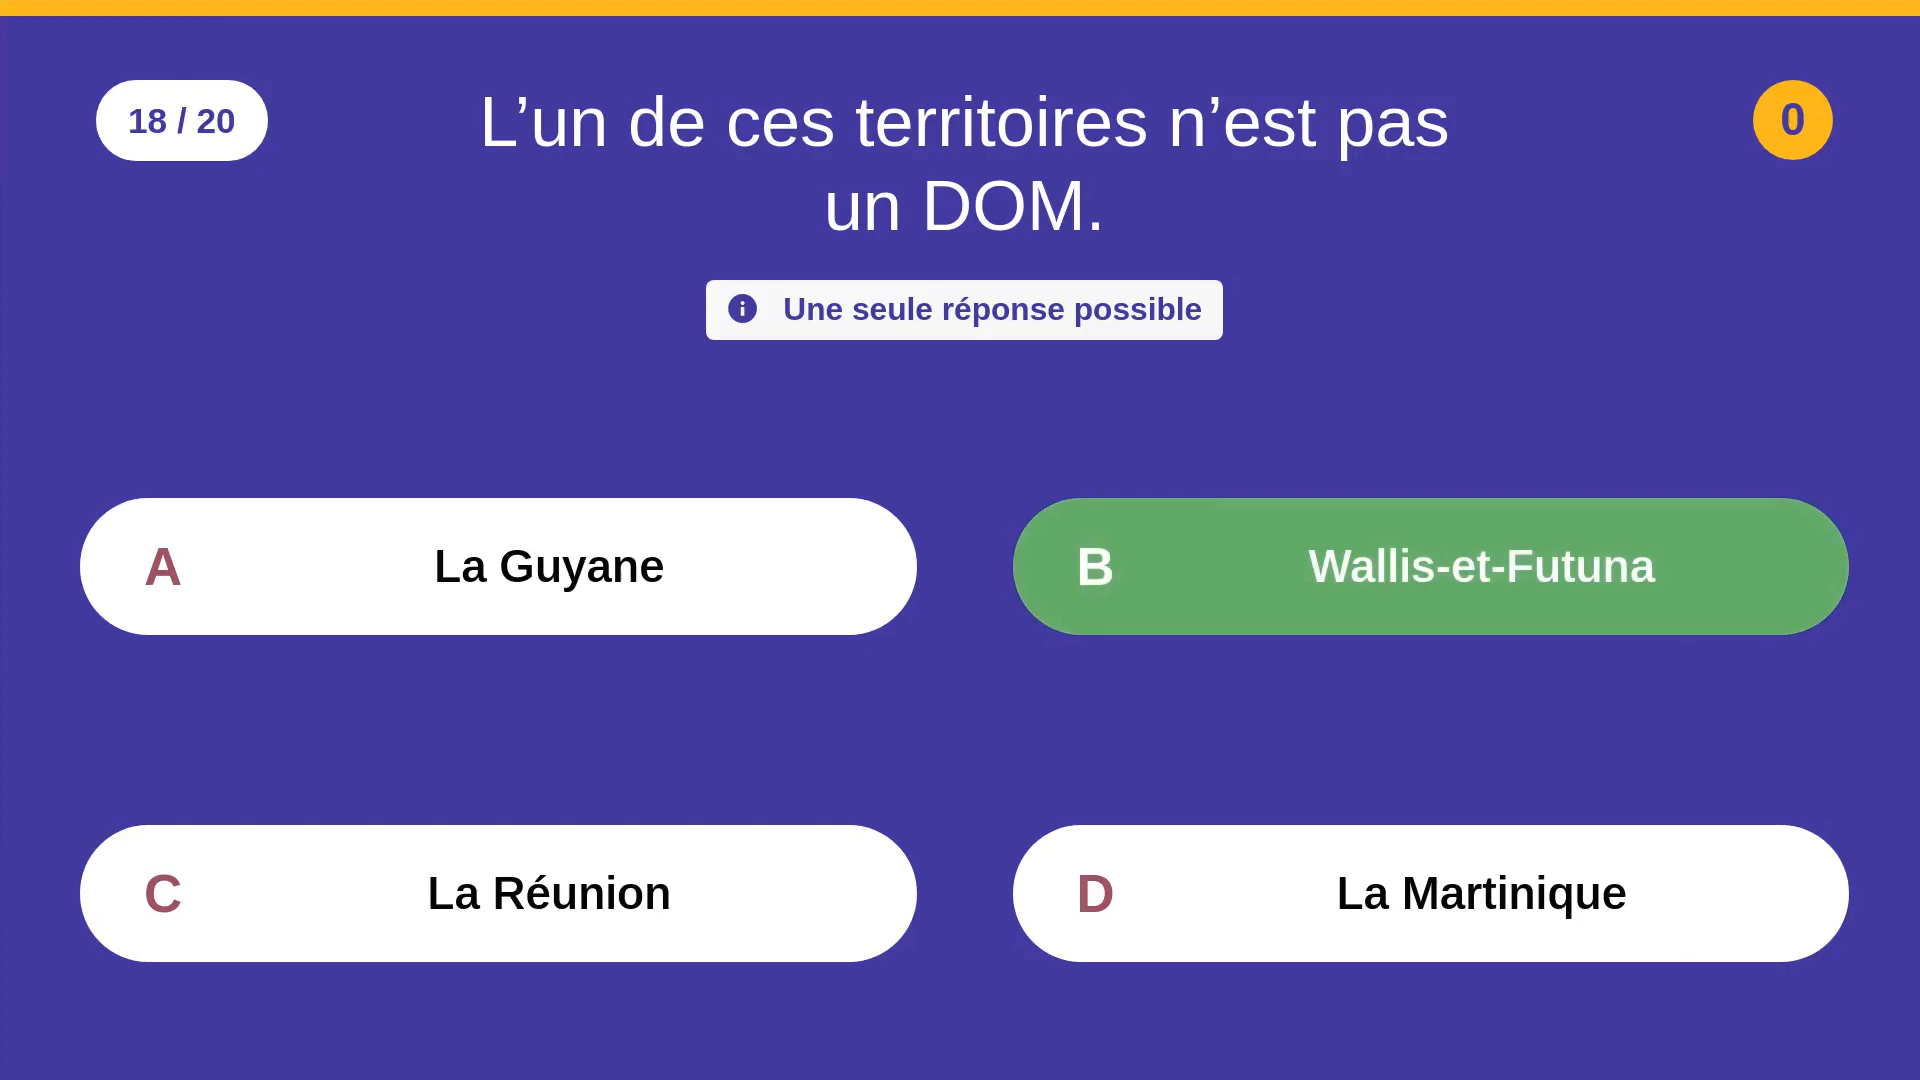 18 / 20
L’un de ces territoires n’est pas
un DOM.
0
Une seule réponse possible
A La Guyane
B Wallis-et-Futuna
C La Réunion
D La Martinique